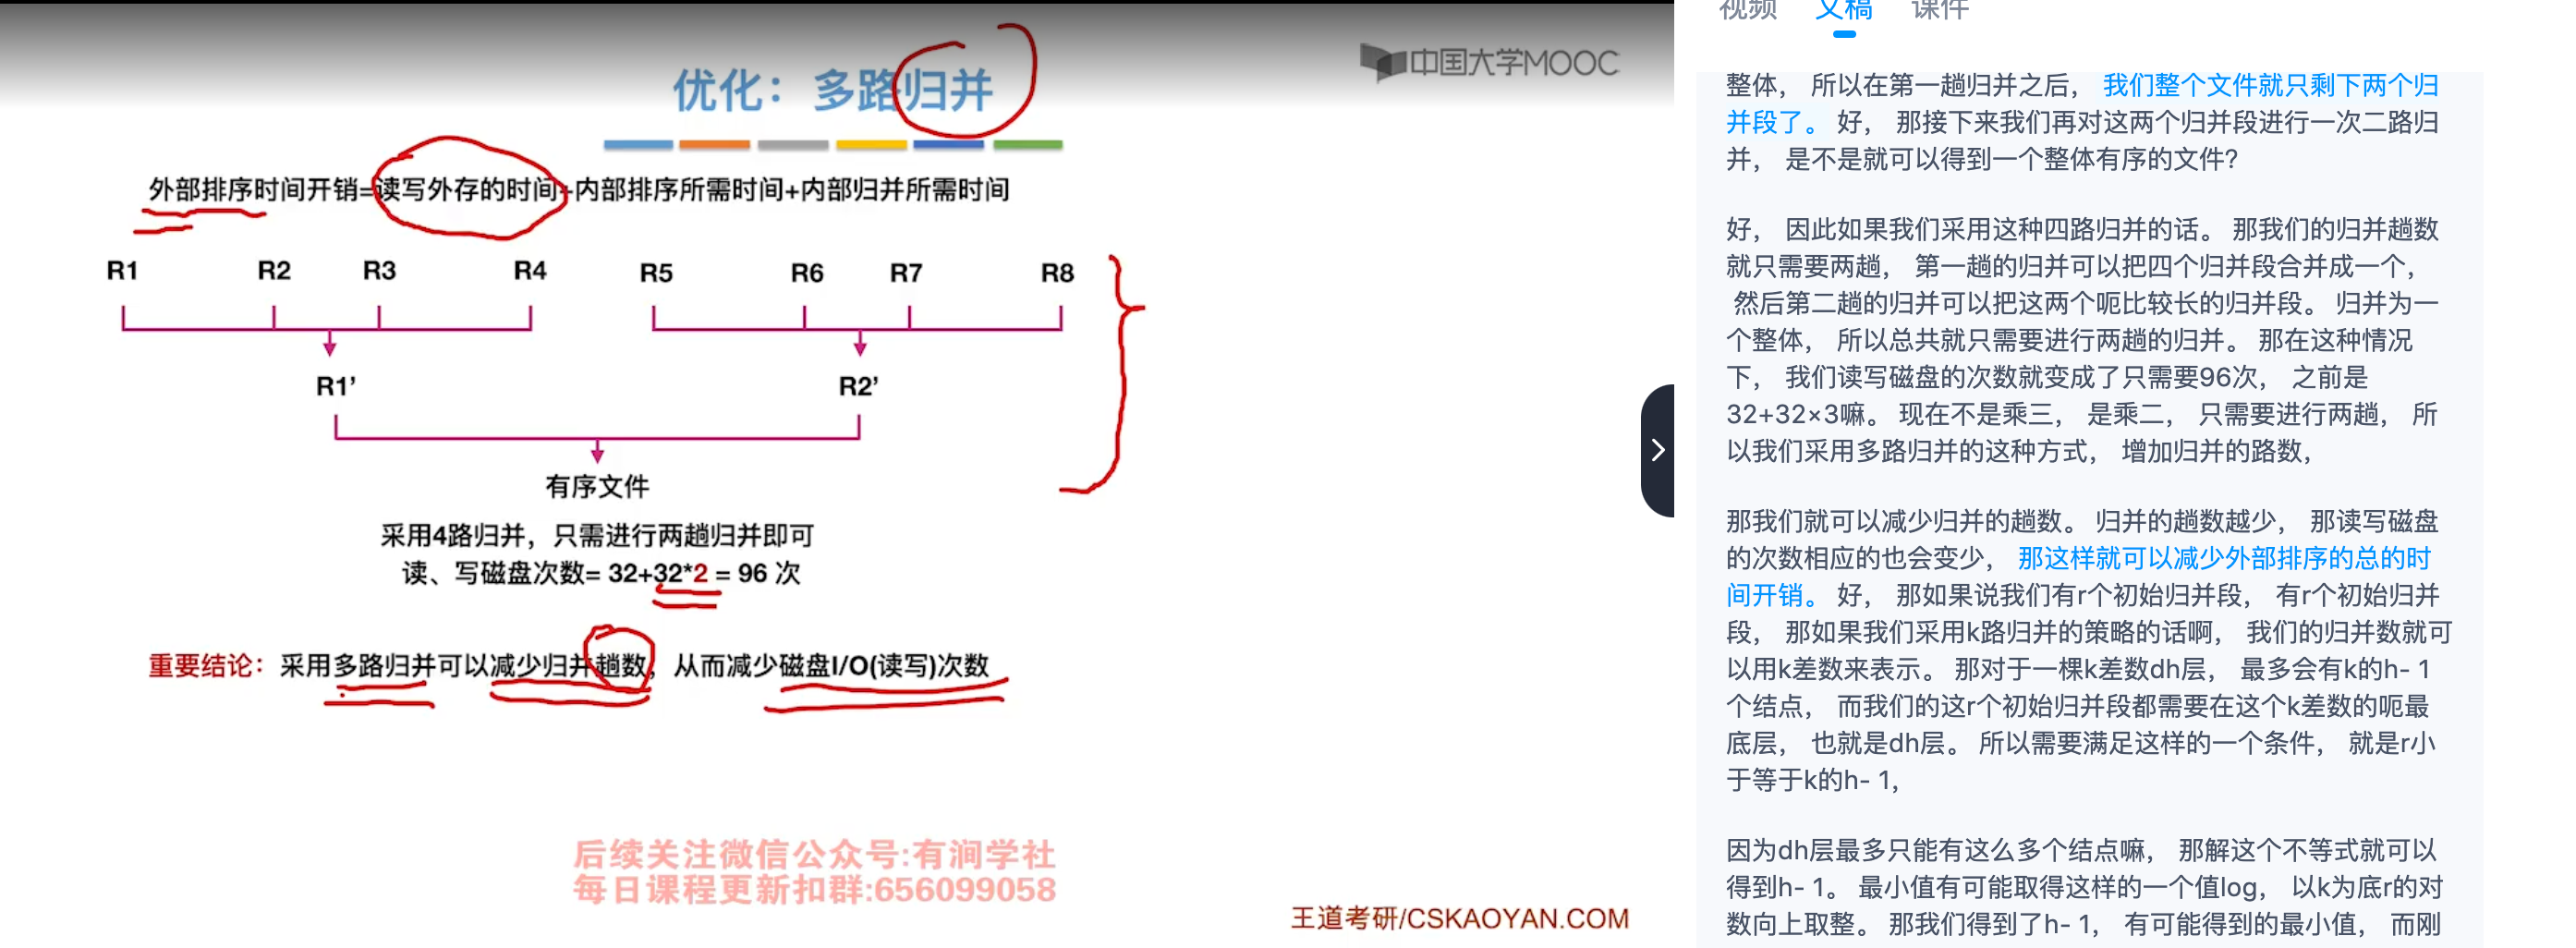 优化：多路归并
中国大学MOOC
外部排序时间开销=读写外存的时间+内部排序所需时间+内部归并所需时间
R1 R2 R3 R4 R5 R6 R7 R8
R1’ R2’
有序文件
采用4路归并，只需进行两趟归并即可
读、写磁盘次数= 32+32*2 = 96 次
重要结论：采用多路归并可以减少归并趟数，从而减少磁盘I/O(读写)次数
后续关注微信公众号:有涧学社
每日课程更新扣群:656099058
王道考研/CSKAOYAN.COM
视频 文稿 课件
整体， 所以在第一趟归并之后， 我们整个文件就只剩下两个归
并段了。 好， 那接下来我们再对这两个归并段进行一次二路归
并， 是不是就可以得到一个整体有序的文件?
好， 因此如果我们采用这种四路归并的话。 那我们的归并趟数
就只需要两趟， 第一趟的归并可以把四个归并段合并成一个，
然后第二趟的归并可以把这两个呃比较长的归并段。 归并为一
个整体， 所以总共就只需要进行两趟的归并。 那在这种情况
下， 我们读写磁盘的次数就变成了只需要96次， 之前是
32+32×3嘛。 现在不是乘三， 是乘二， 只需要进行两趟， 所
以我们采用多路归并的这种方式， 增加归并的路数，
那我们就可以减少归并的趟数。 归并的趟数越少， 那读写磁盘
的次数相应的也会变少， 那这样就可以减少外部排序的总的时
间开销。 好， 那如果说我们有r个初始归并段， 有r个初始归并
段， 那如果我们采用k路归并的策略的话啊， 我们的归并数就可
以用k差数来表示。 那对于一棵k差数dh层， 最多会有k的h- 1
个结点， 而我们的这r个初始归并段都需要在这个k差数的呃最
底层， 也就是dh层。 所以需要满足这样的一个条件， 就是r小
于等于k的h- 1，
因为dh层最多只能有这么多个结点嘛， 那解这个不等式就可以
得到h- 1。 最小值有可能取得这样的一个值log， 以k为底r的对
数向上取整。 那我们得到了h- 1， 有可能得到的最小值， 而刚